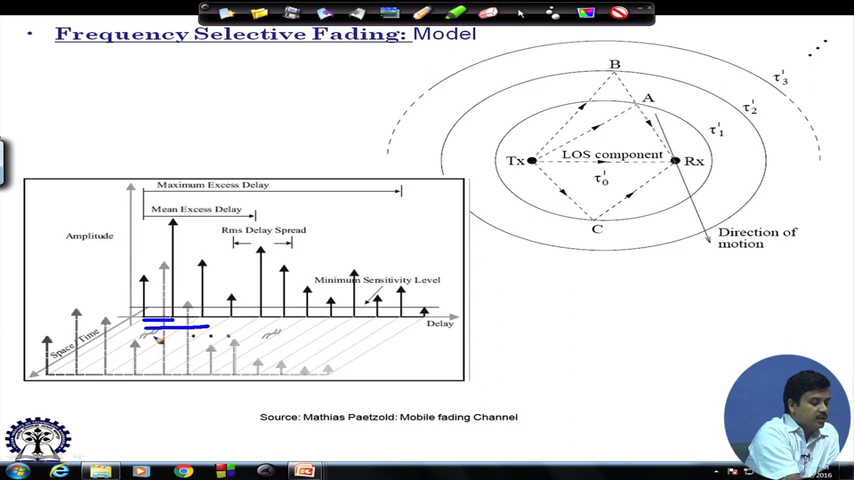 • Frequency Selective Fading: Model
B
A
τ'3
τ'2
τ'1
Tx
LOS component
Rx
τ'0
C
Direction of
motion
Maximum Excess Delay
Mean Excess Delay
Amplitude
Rms Delay Spread
Minimum Sensitivity Level
Delay
Space / Time
Source: Mathias Paetzold: Mobile fading Channel